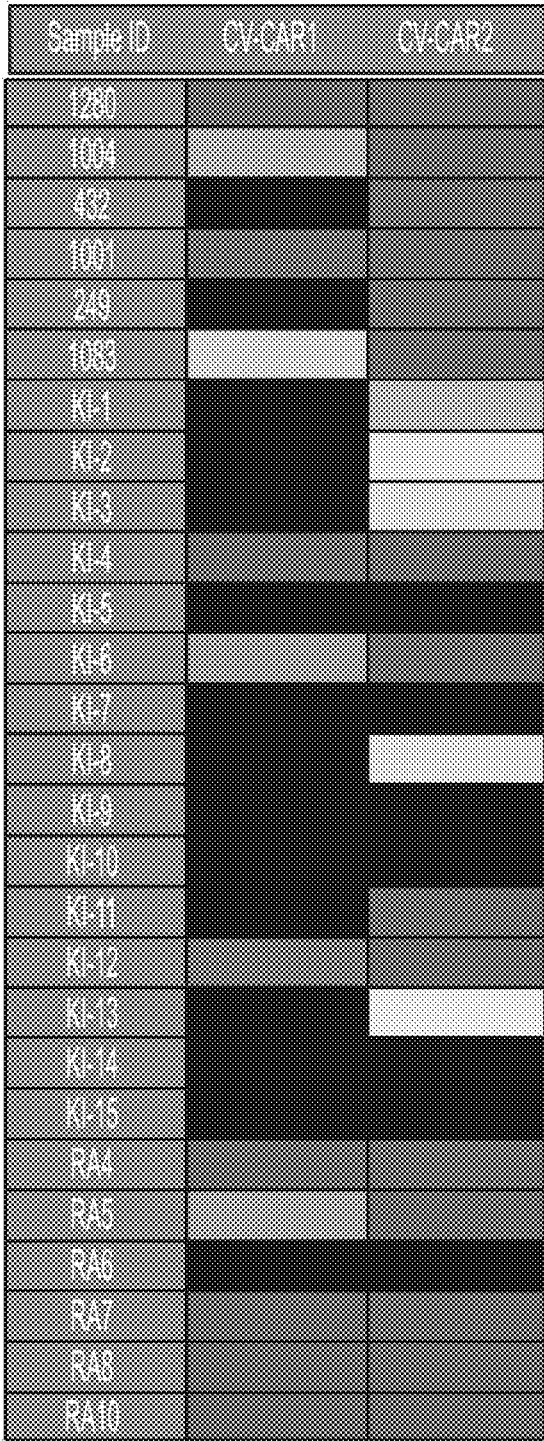 Sample ID CV-CAR1 CV-CAR2
1280
1004
432
1001
249
1083
KI-1
KI-2
KI-3
KI-4
KI-5
KI-6
KI-7
KI-8
KI-9
KI-10
KI-11
KI-12
KI-13
KI-14
KI-15
RA4
RA5
RA6
RA7
RA8
RA10